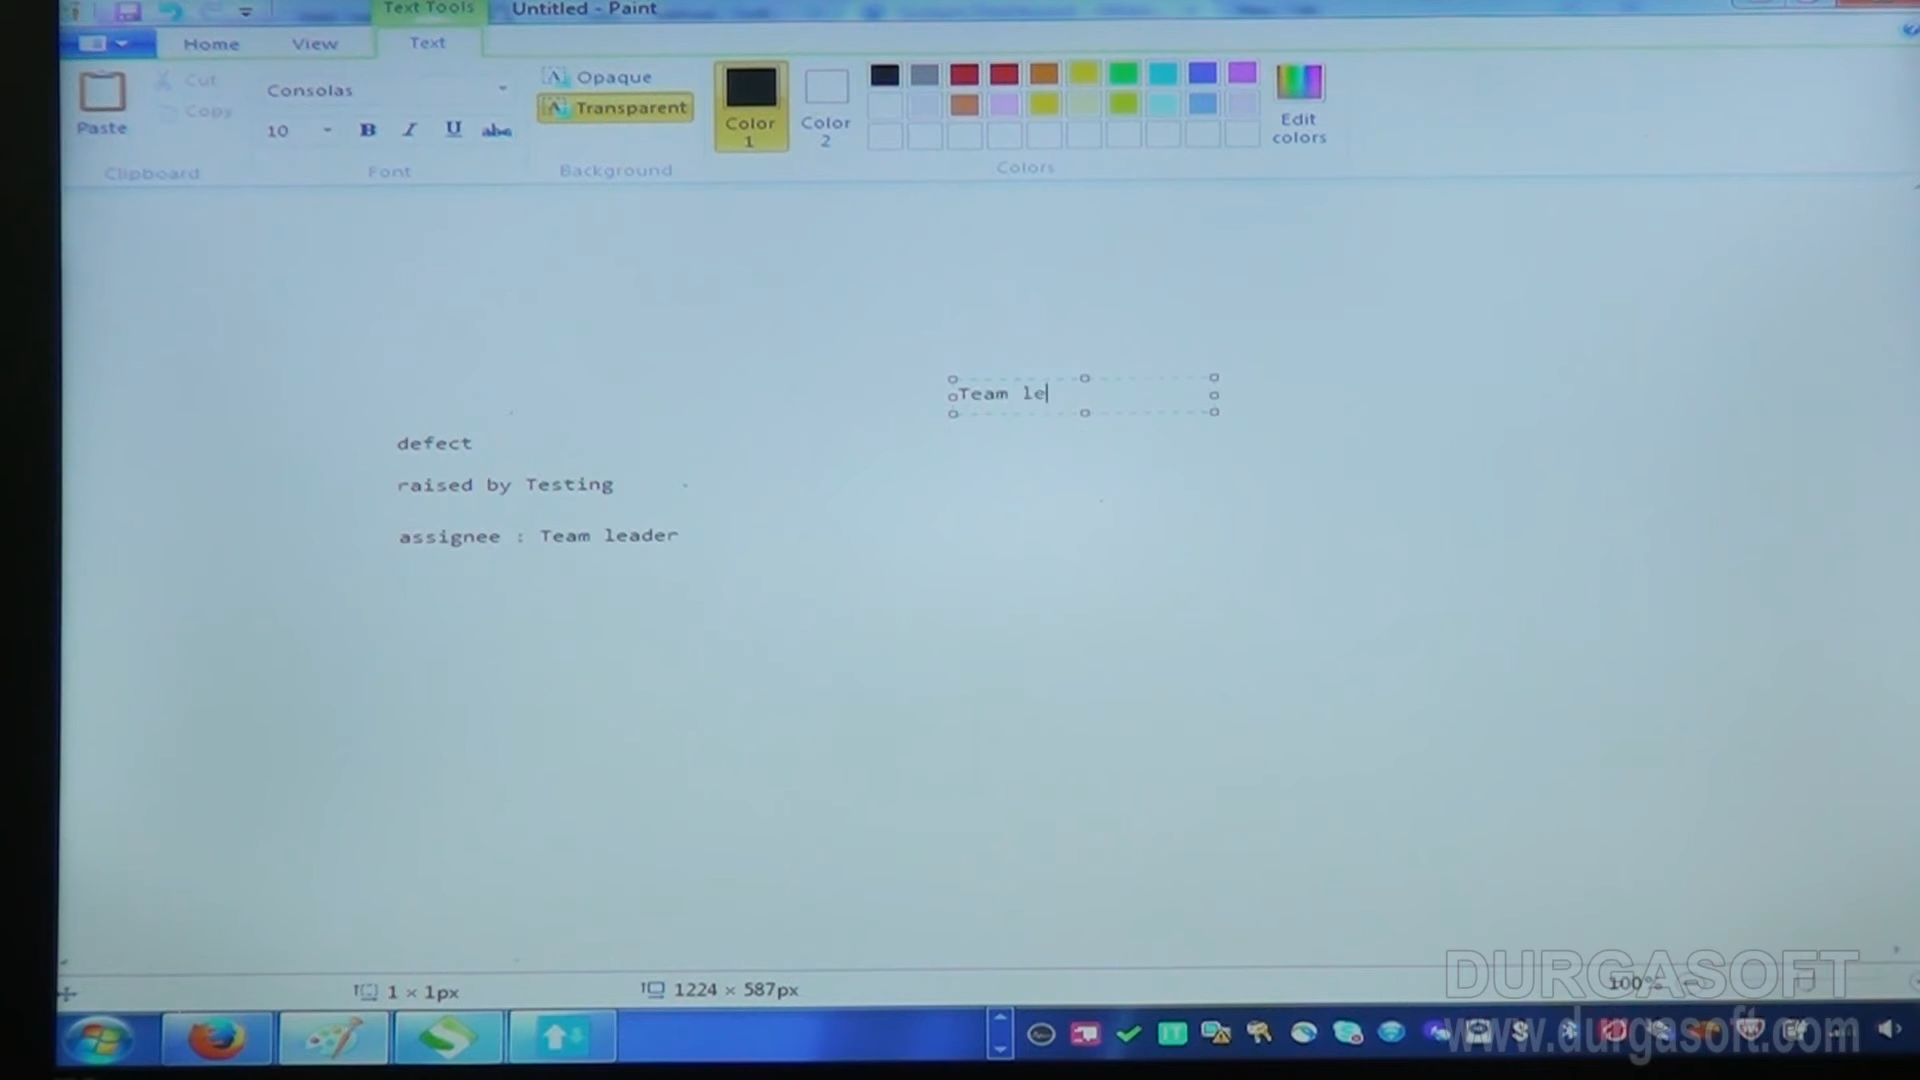 Text Tools
Untitled - Paint
Home
View
Text
Paste
Cut
Copy
Clipboard
Consolas
10
B
I
U
abc
Font
Opaque
Transparent
Background
Color
1
Color
2
Colors
Edit
colors
Team le
defect
raised by Testing
assignee : Team leader
1 × 1px
1224 × 587px
100%
DURGASOFT
www.durgasoft.com